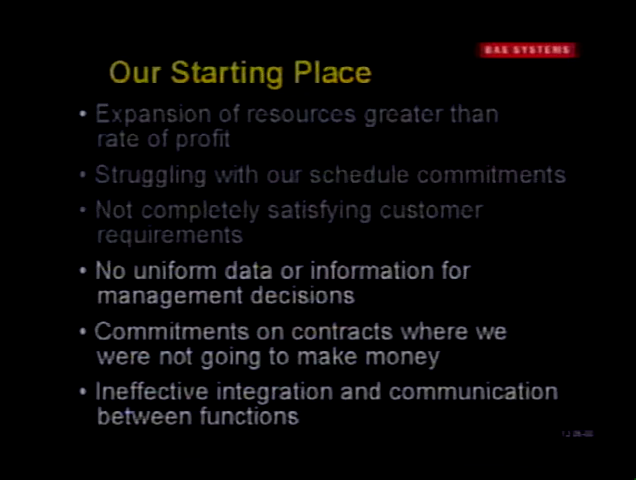 BAE SYSTEMS
Our Starting Place
• Expansion of resources greater than
rate of profit
• Struggling with our schedule commitments
• Not completely satisfying customer
requirements
• No uniform data or information for
management decisions
• Commitments on contracts where we
were not going to make money
• Ineffective integration and communication
between functions